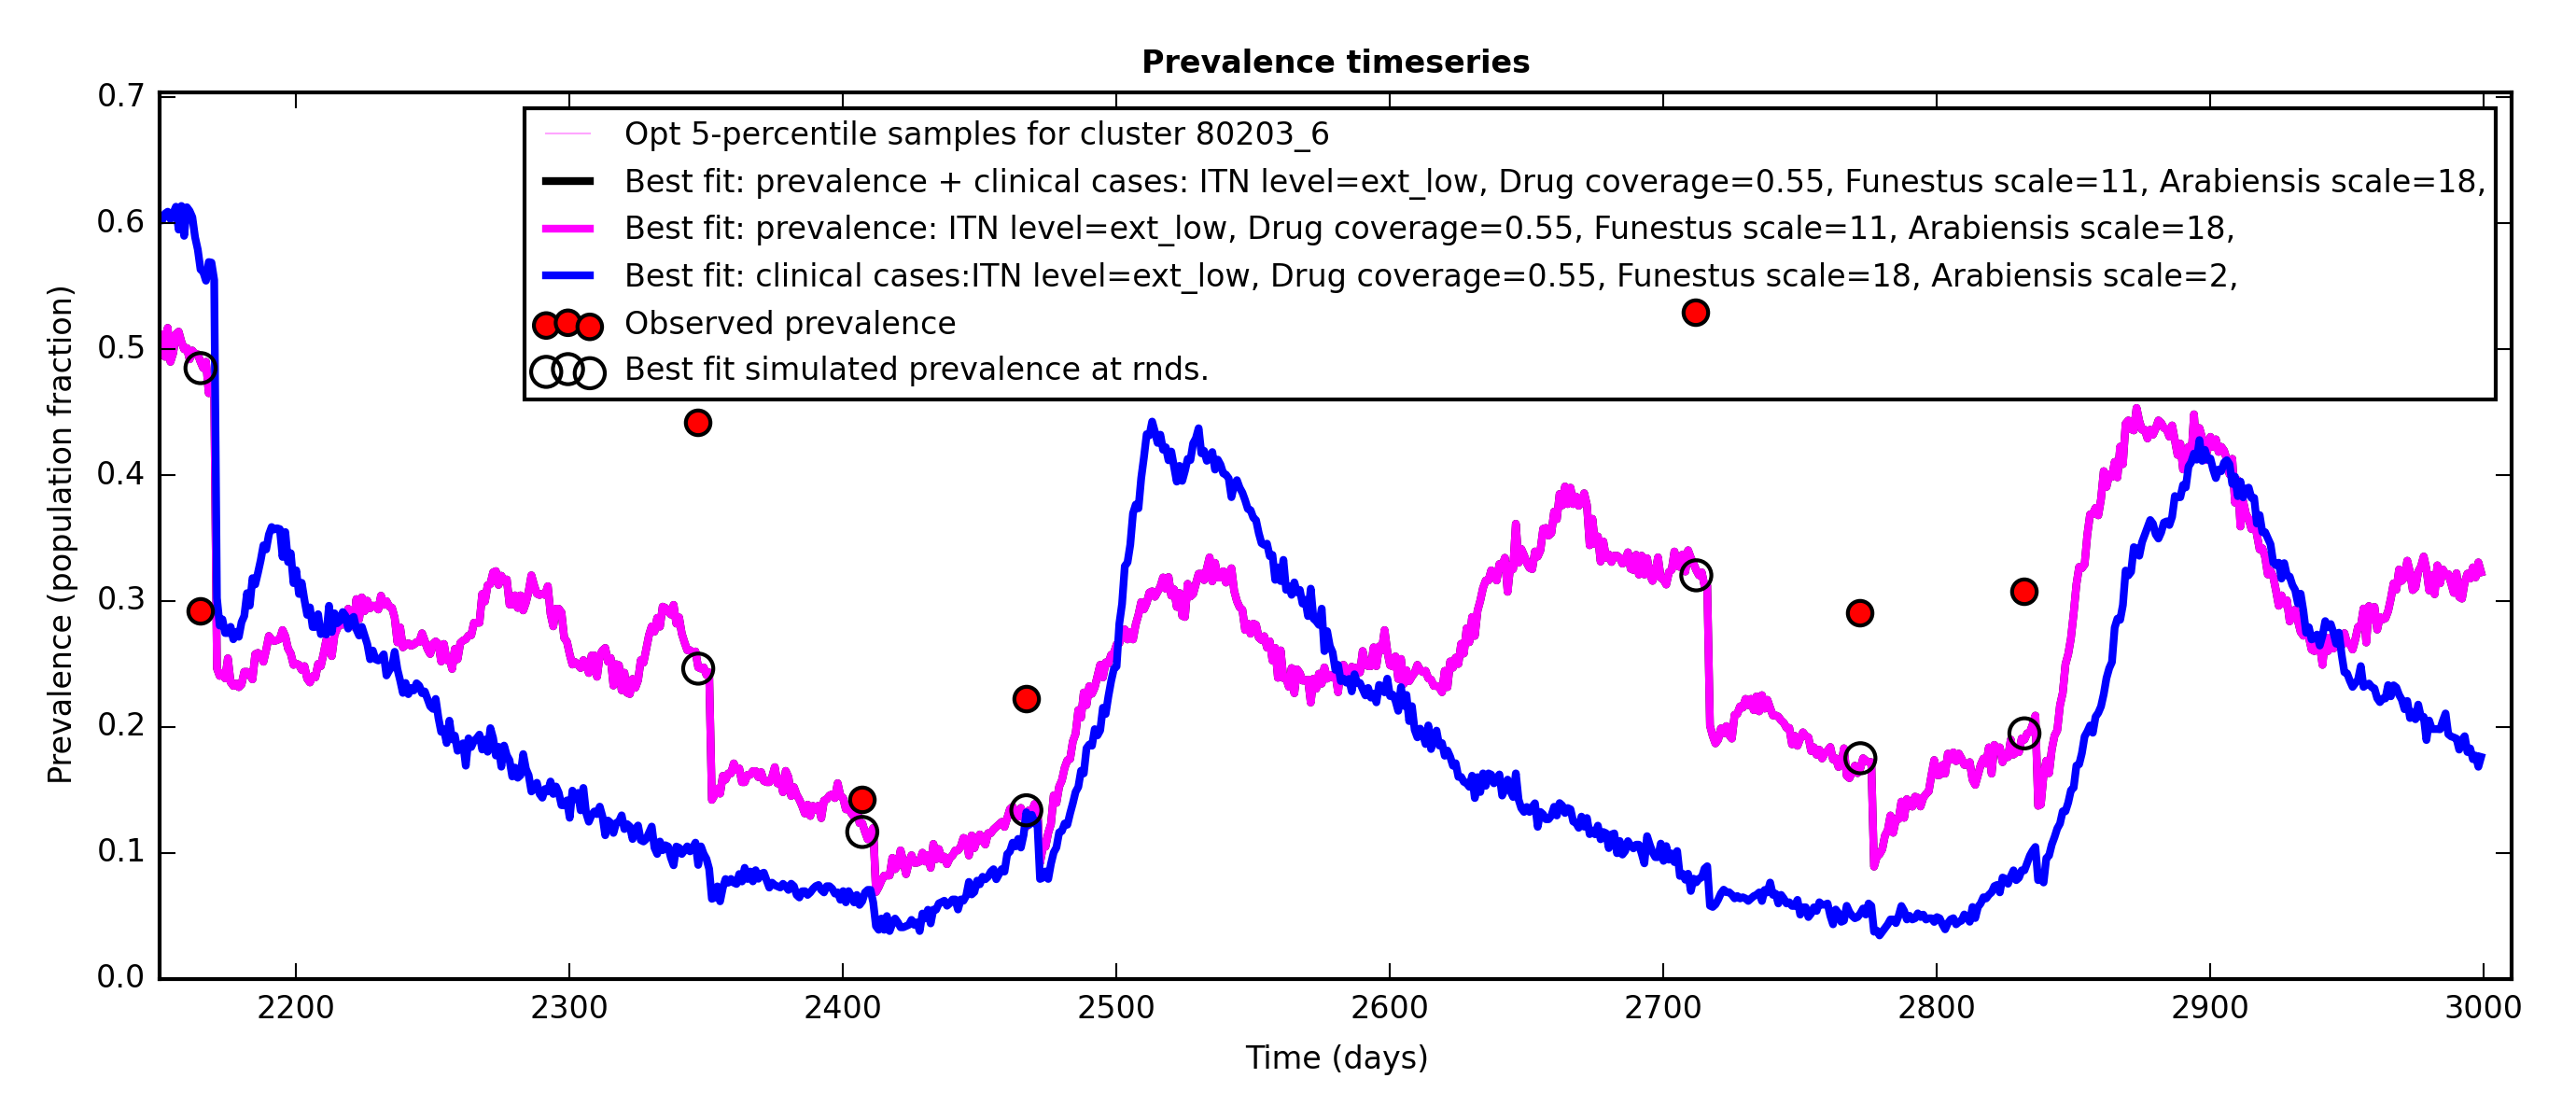 Prevalence timeseries
0.7
0.6
0.5
0.4
0.3
0.2
0.1
0.0
Prevalence (population fraction)
Opt 5-percentile samples for cluster 80203_6
Best fit: prevalence + clinical cases: ITN level=ext_low, Drug coverage=0.55, Funestus scale=11, Arabiensis scale=18,
Best fit: prevalence: ITN level=ext_low, Drug coverage=0.55, Funestus scale=11, Arabiensis scale=18,
Best fit: clinical cases:ITN level=ext_low, Drug coverage=0.55, Funestus scale=18, Arabiensis scale=2,
Observed prevalence
Best fit simulated prevalence at rnds.
2200 2300 2400 2500 2600 2700 2800 2900 3000
Time (days)